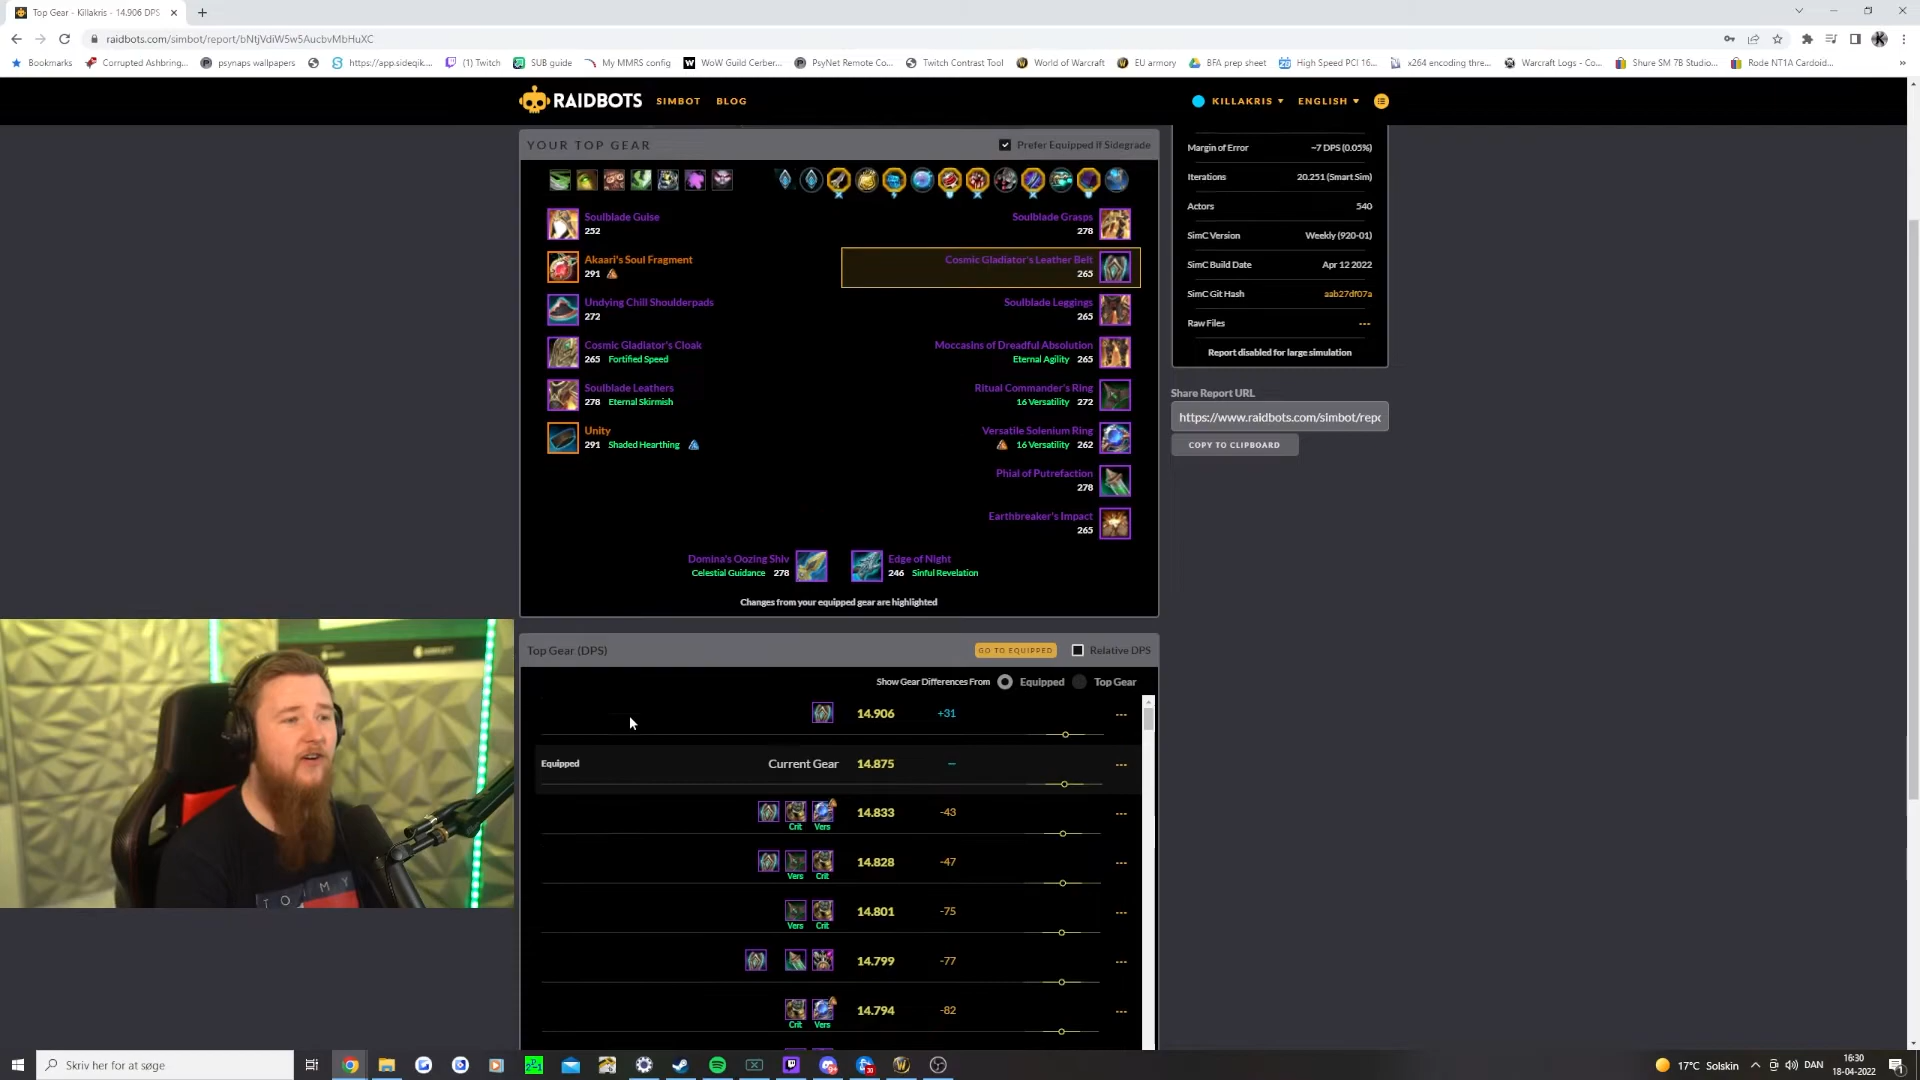 Top Gear - Killakris - 14.906 DPS
raidbots.com/simbot/report/bNtjVdiW5w5AucbvMbHuXC
Bookmarks
Corrupted Ashbring...
psynaps wallpapers
https://app.sideqik....
(1) Twitch
SUB guide
My MMRS config
WoW Guild Cerber...
PsyNet Remote Co...
Twitch Contrast Tool
World of Warcraft
EU armory
BFA prep sheet
High Speed PCI 16...
x264 encoding thre...
Warcraft Logs - Co...
Shure SM 7B Studio...
Rode NT1A Cardoid...
RAIDBOTS
SIMBOT
BLOG
KILLAKRIS
ENGLISH
YOUR TOP GEAR
Prefer Equipped if Sidegrade
Soulblade Guise
252
Akaari's Soul Fragment
291
Undying Chill Shoulderpads
272
Cosmic Gladiator's Cloak
265 Fortified Speed
Soulblade Leathers
278 Eternal Skirmish
Unity
291 Shaded Hearthing
Soulblade Grasps
278
Cosmic Gladiator's Leather Belt
265
Soulblade Leggings
265
Moccasins of Dreadful Absolution
Eternal Agility 265
Ritual Commander's Ring
16 Versatility 272
Versatile Solenium Ring
16 Versatility 262
Phial of Putrefaction
278
Earthbreaker's Impact
265
Domina's Oozing Shiv
Celestial Guidance 278
Edge of Night
246 Sinful Revelation
Changes from your equipped gear are highlighted
Margin of Error
~7 DPS (0.05%)
Iterations
20.251 (Smart Sim)
Actors
540
SimC Version
Weekly (920-01)
SimC Build Date
Apr 12 2022
SimC Git Hash
aab27df07a
Raw Files
---
Report disabled for large simulation
Share Report URL
https://www.raidbots.com/simbot/repo
COPY TO CLIPBOARD
Top Gear (DPS)
GO TO EQUIPPED
Relative DPS
Show Gear Differences From
Equipped
Top Gear
14.906 +31 ---
Equipped Current Gear 14.875 -- ---
14.833 -43 ---
Crit Vers
14.828 -47 ---
Vers Crit
14.801 -75 ---
Vers Crit
14.799 -77 ---
14.794 -82 ---
Crit Vers
Skriv her for at søge
17°C Solskin
DAN
16:30
18-04-2022